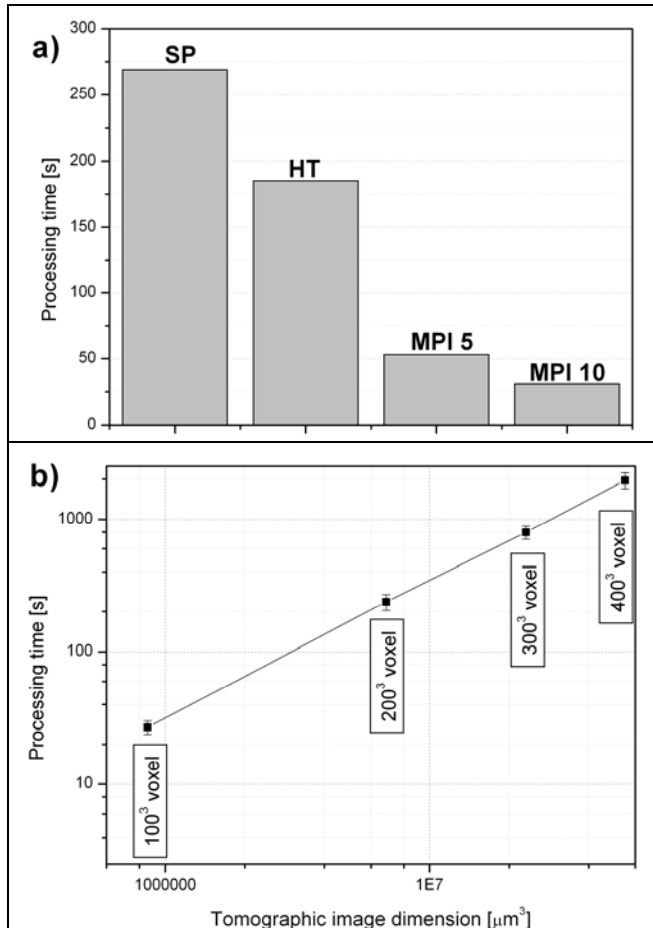 a)
300
250
200
150
100
50
0
Processing time [s]
SP
HT
MPI 5
MPI 10
b)
1000
100
10
Processing time [s]
100³ voxel
200³ voxel
300³ voxel
400³ voxel
1000000
1E7
Tomographic image dimension [μm³]